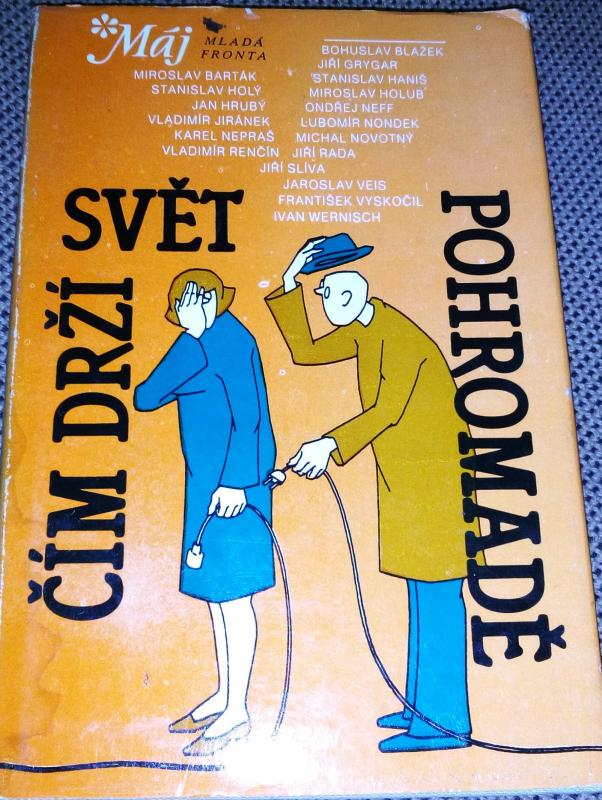 *Máj
MLADÁ
FRONTA
MIROSLAV BARTÁK
STANISLAV HOLÝ
JAN HRUBÝ
VLADIMÍR JIRÁNEK
KAREL NEPRAŠ
VLADIMÍR RENČÍN
JIŘÍ SLÍVA
BOHUSLAV BLAŽEK
JIŘÍ GRYGAR
STANISLAV HANIŠ
MIROSLAV HOLUB
ONDŘEJ NEFF
LUBOMÍR NONDEK
MICHAL NOVOTNÝ
JIŘÍ RADA
JAROSLAV VEIS
FRANTIŠEK VYSKOČIL
IVAN WERNISCH
ČÍM DRŽÍ
SVĚT
POHROMADĚ